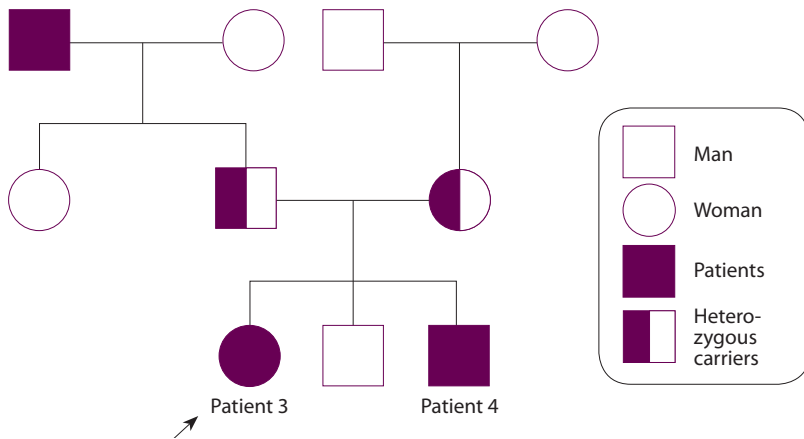 Man
Woman
Patients
Hetero-
zygous
carriers
Patient 3
Patient 4